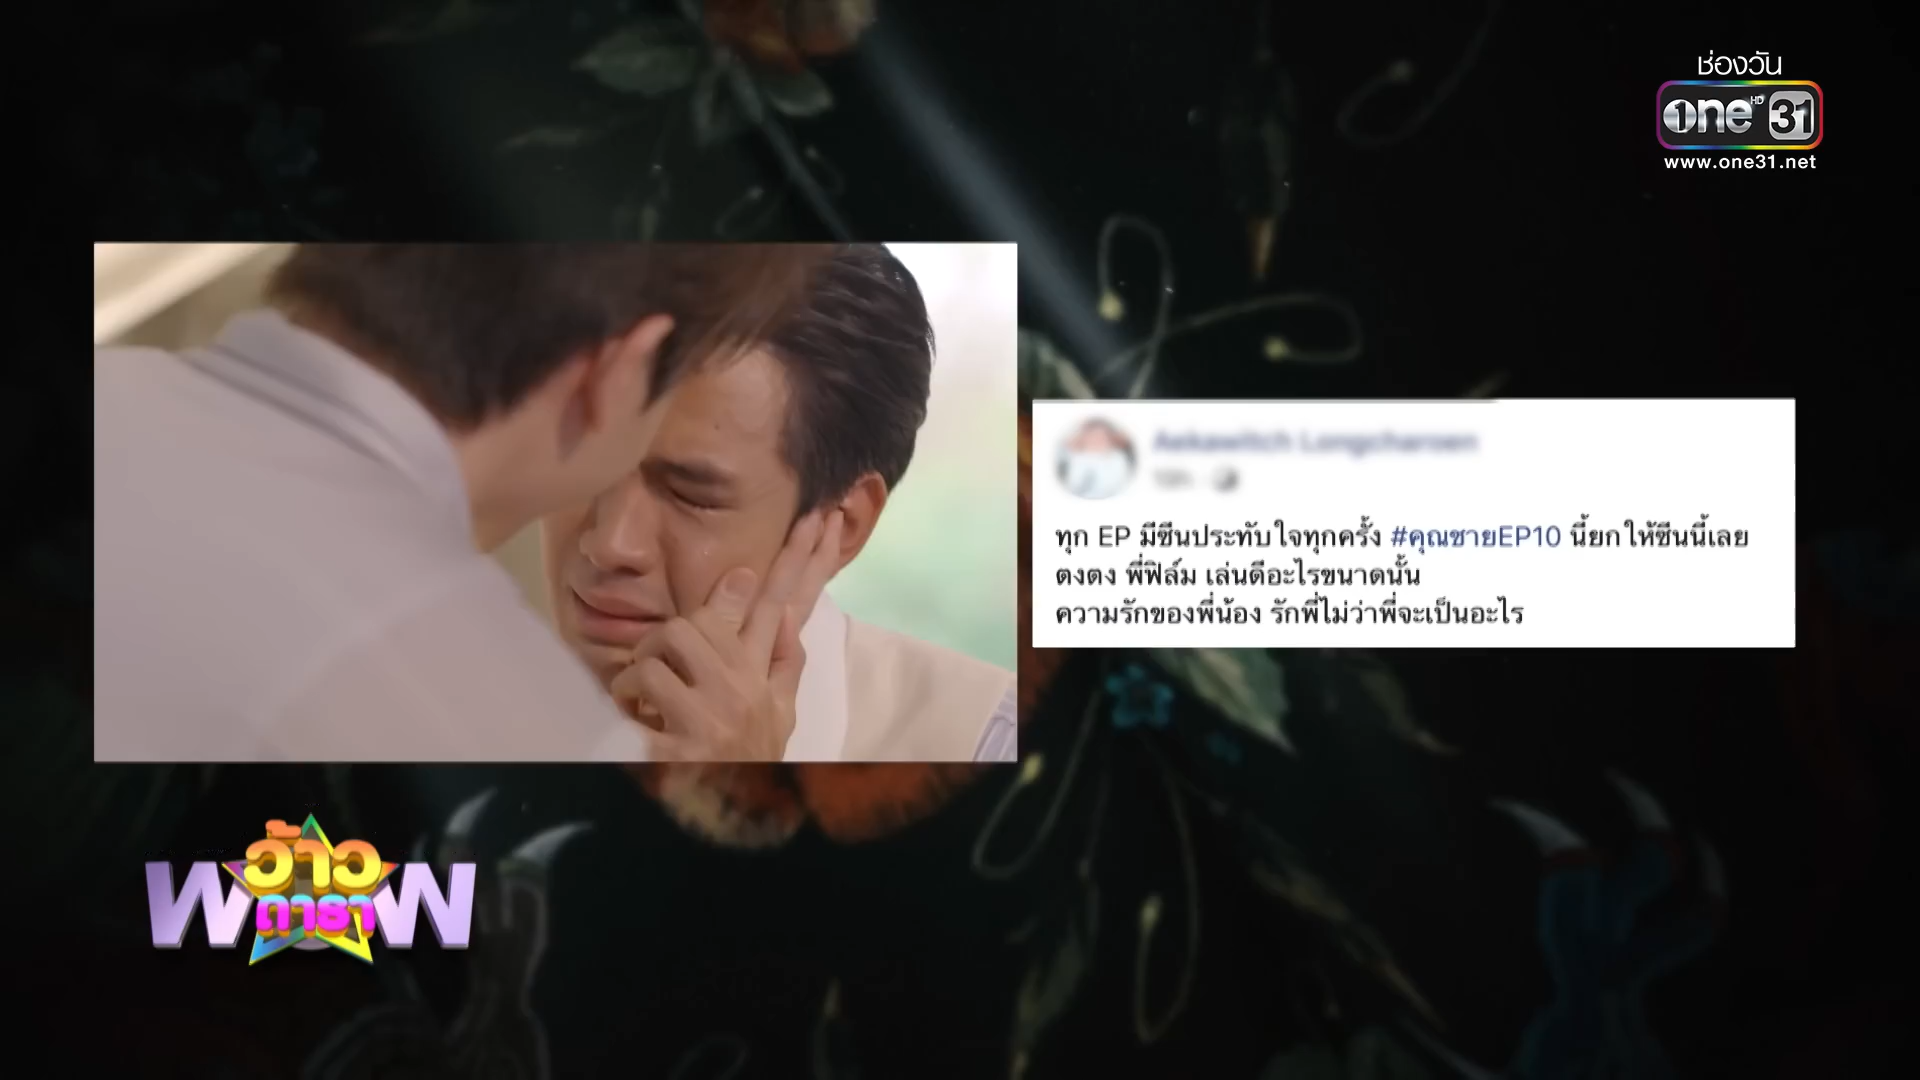 ช่องวัน
one HD 31
www.one31.net
ทุก EP มีซีนประทับใจทุกครั้ง #คุณชายEP10 นี้ยกให้ซีนนี้เลย
ตงตง พี่ฟิล์ม เล่นดีอะไรขนาดนั้น
ความรักของพี่น้อง รักพี่ไม่ว่าพี่จะเป็นอะไร
ว้าว
WOW
ดารา